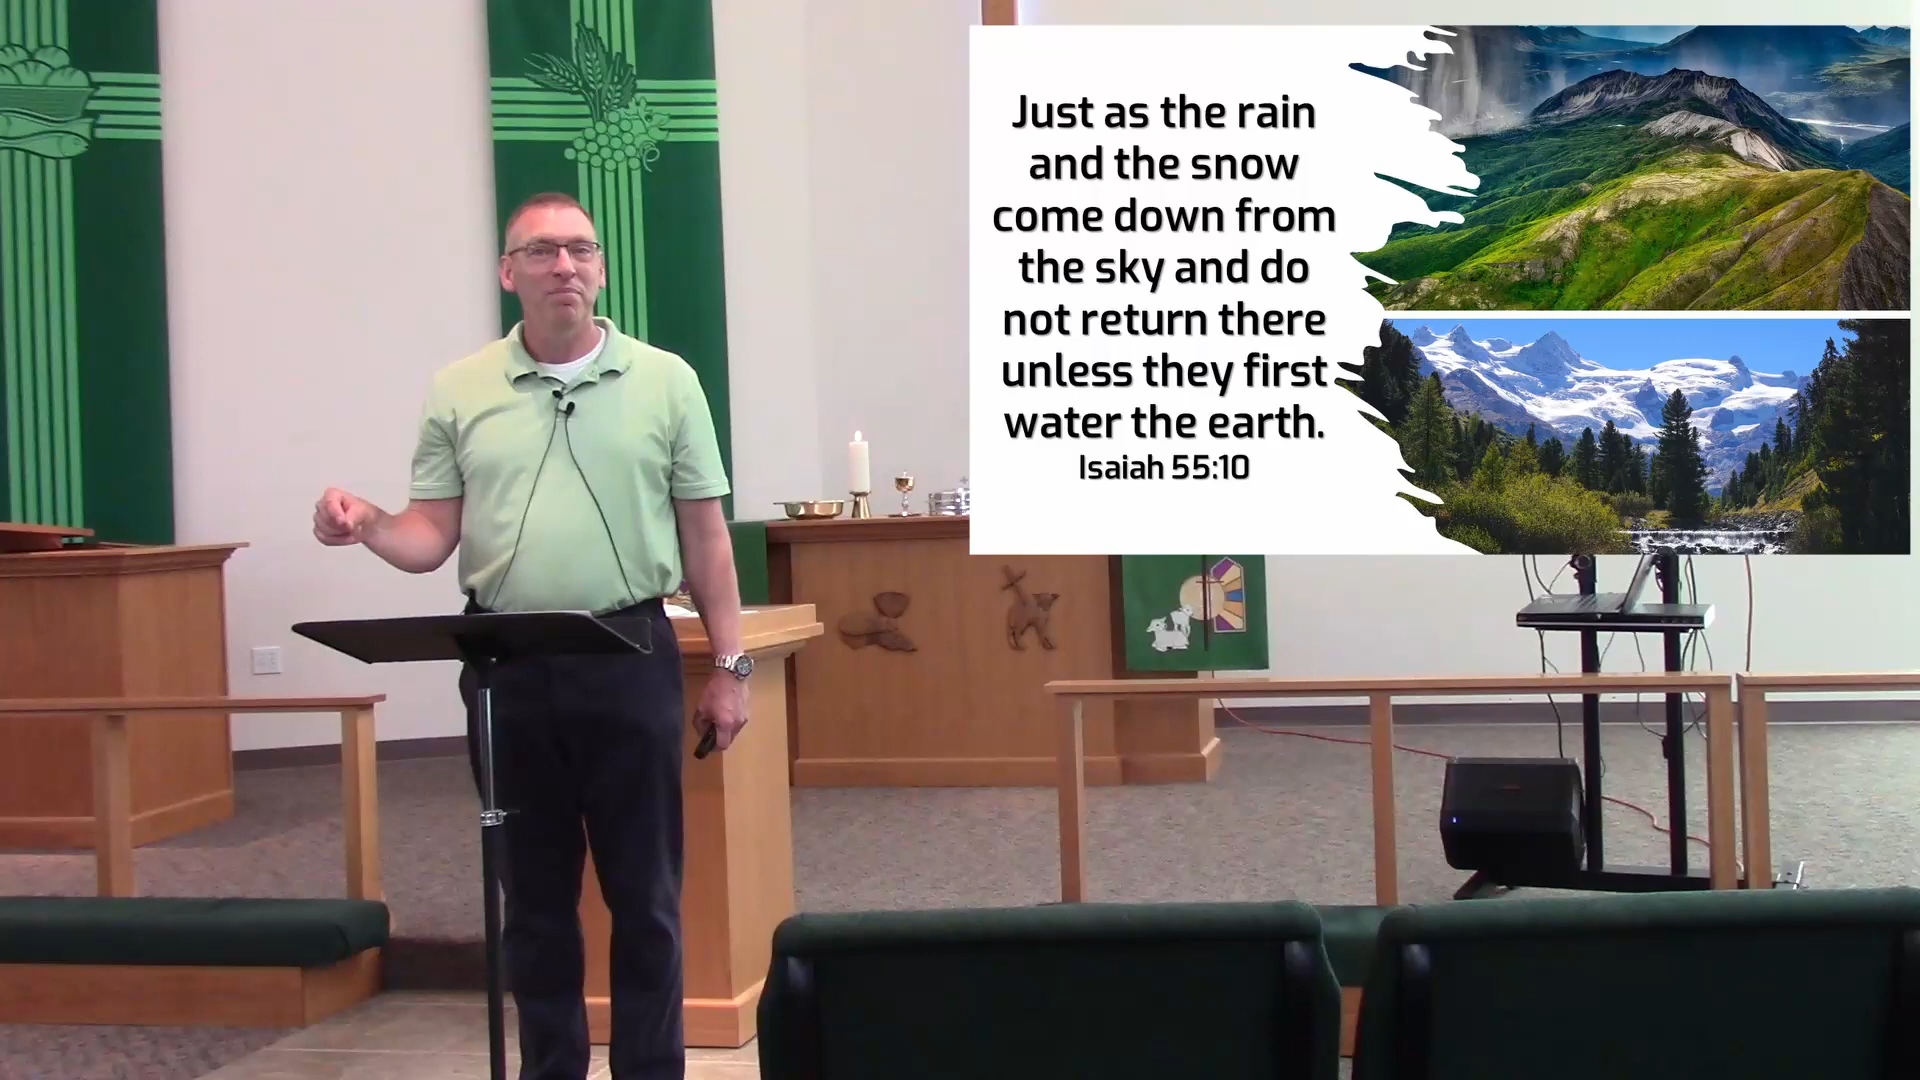 Just as the rain
and the snow
come down from
the sky and do
not return there
unless they first
water the earth.
Isaiah 55:10